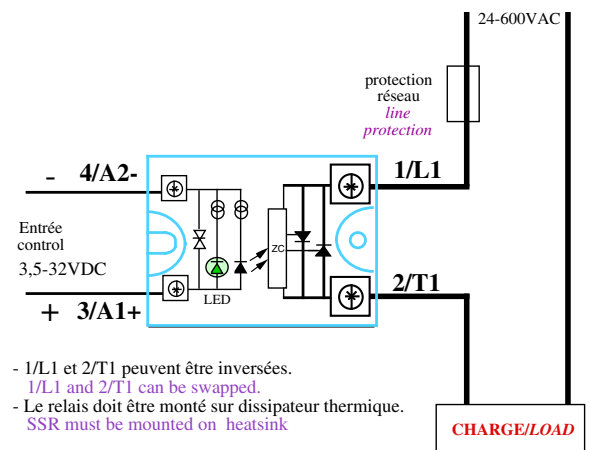 24-600VAC
protection
réseau
line
protection
- 4/A2-
1/L1
Entrée
control
3,5-32VDC
ZC
LED
2/T1
+ 3/A1+
- 1/L1 et 2/T1 peuvent être inversées.
1/L1 and 2/T1 can be swapped.
- Le relais doit être monté sur dissipateur thermique.
SSR must be mounted on heatsink
CHARGE/LOAD